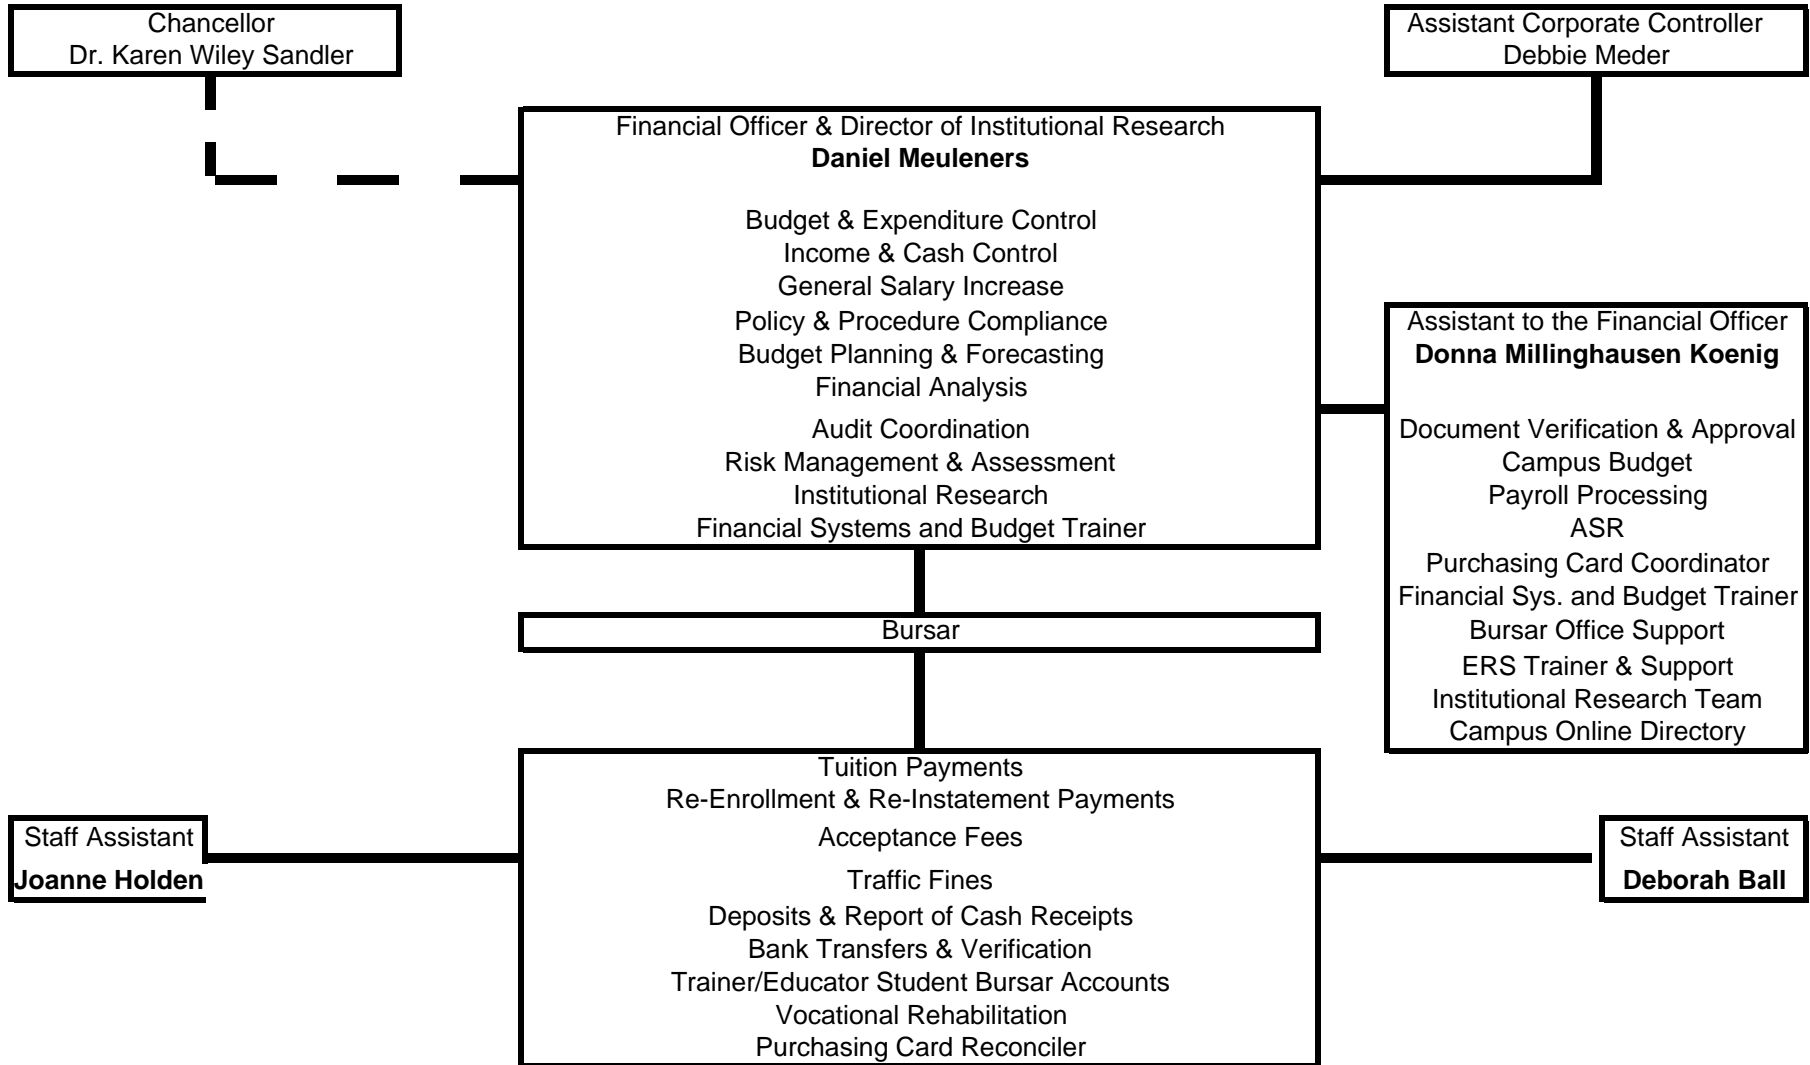 Chancellor
Dr. Karen Wiley Sandler
Assistant Corporate Controller
Debbie Meder
Financial Officer & Director of Institutional Research
Daniel Meuleners
Budget & Expenditure Control
Income & Cash Control
General Salary Increase
Policy & Procedure Compliance
Budget Planning & Forecasting
Financial Analysis
Audit Coordination
Risk Management & Assessment
Institutional Research
Financial Systems and Budget Trainer
Assistant to the Financial Officer
Donna Millinghausen Koenig
Document Verification & Approval
Campus Budget
Payroll Processing
ASR
Purchasing Card Coordinator
Financial Sys. and Budget Trainer
Bursar Office Support
ERS Trainer & Support
Institutional Research Team
Campus Online Directory
Bursar
Tuition Payments
Re-Enrollment & Re-Instatement Payments
Acceptance Fees
Traffic Fines
Deposits & Report of Cash Receipts
Bank Transfers & Verification
Trainer/Educator Student Bursar Accounts
Vocational Rehabilitation
Purchasing Card Reconciler
Staff Assistant
Joanne Holden
Staff Assistant
Deborah Ball